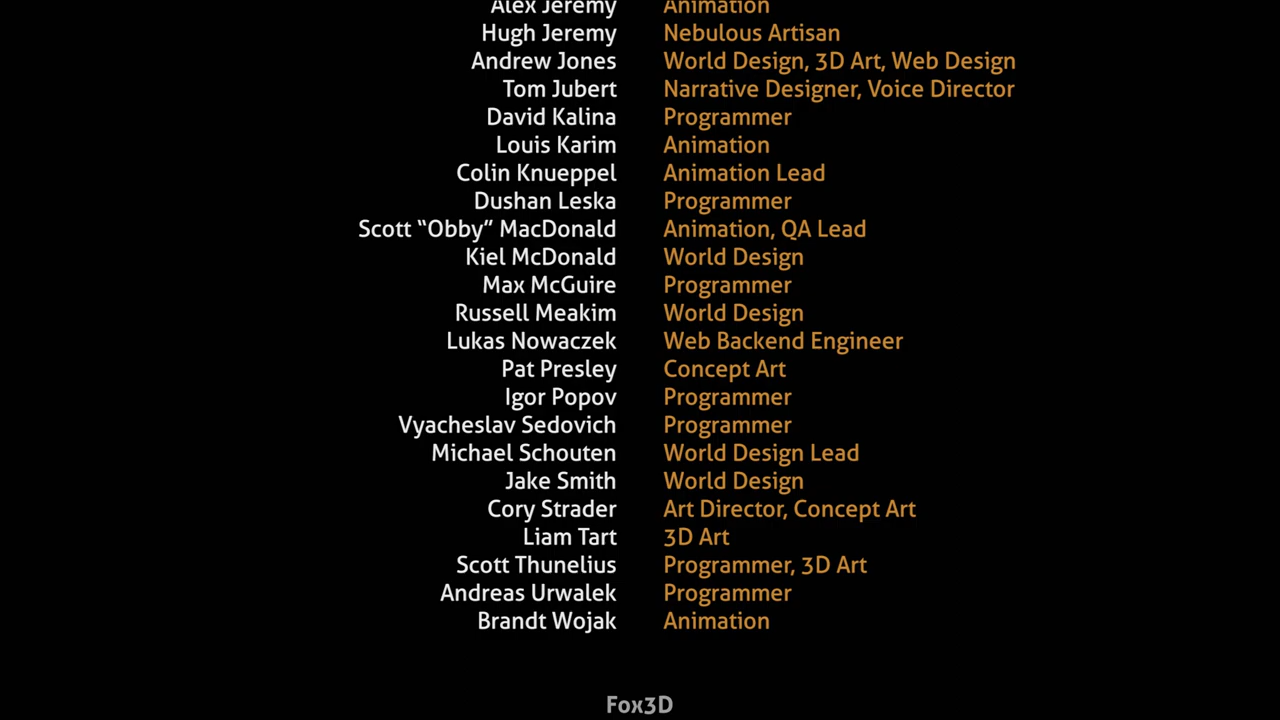 Alex Jeremy Animation
Hugh Jeremy Nebulous Artisan
Andrew Jones World Design, 3D Art, Web Design
Tom Jubert Narrative Designer, Voice Director
David Kalina Programmer
Louis Karim Animation
Colin Knueppel Animation Lead
Dushan Leska Programmer
Scott “Obby” MacDonald Animation, QA Lead
Kiel McDonald World Design
Max McGuire Programmer
Russell Meakim World Design
Lukas Nowaczek Web Backend Engineer
Pat Presley Concept Art
Igor Popov Programmer
Vyacheslav Sedovich Programmer
Michael Schouten World Design Lead
Jake Smith World Design
Cory Strader Art Director, Concept Art
Liam Tart 3D Art
Scott Thunelius Programmer, 3D Art
Andreas Urwalek Programmer
Brandt Wojak Animation
Fox3D